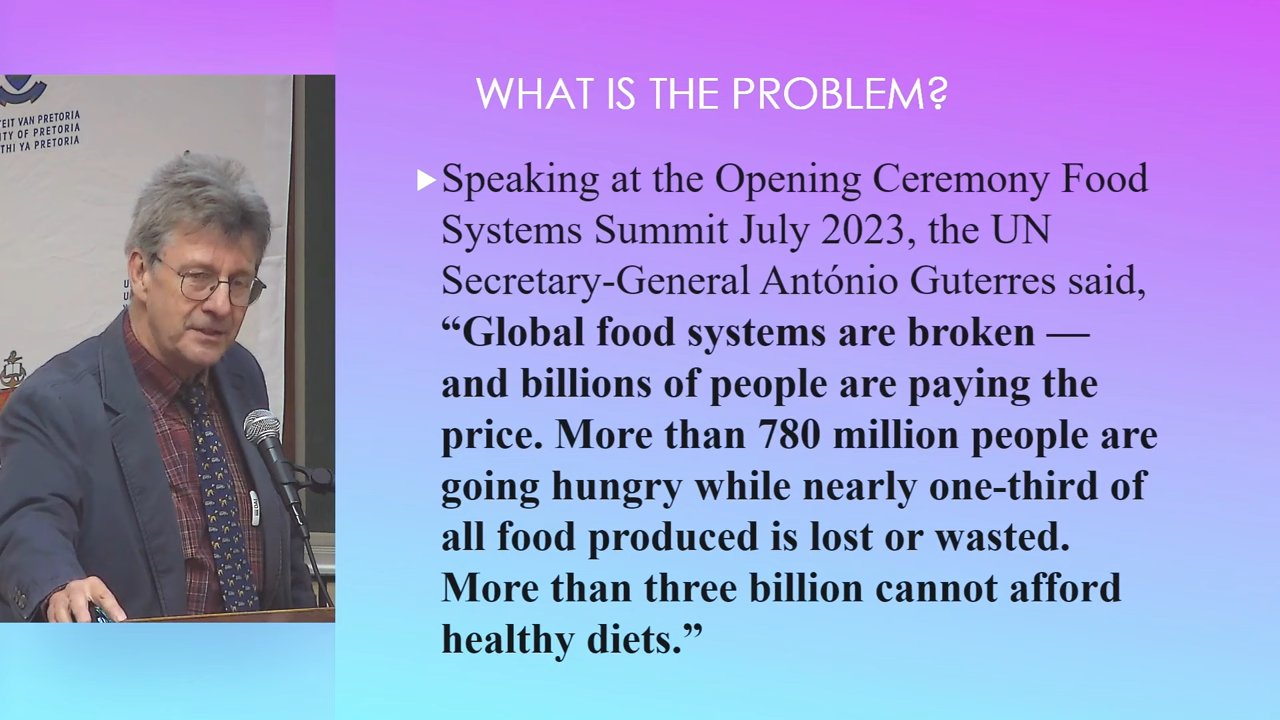 TEIT VAN PRETORIA
ITY OF PRETORIA
THI YA PRETORIA
WHAT IS THE PROBLEM?
Speaking at the Opening Ceremony Food
Systems Summit July 2023, the UN
Secretary-General António Guterres said,
“Global food systems are broken —
and billions of people are paying the
price. More than 780 million people are
going hungry while nearly one-third of
all food produced is lost or wasted.
More than three billion cannot afford
healthy diets.”